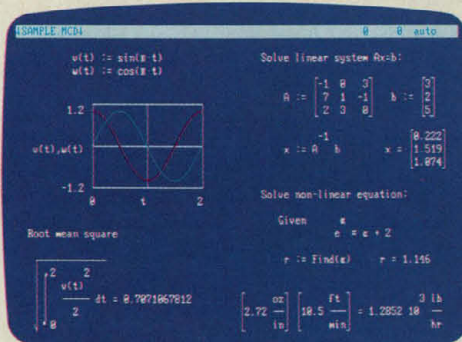 ↓SAMPLE.MCD↓ 0 0 auto
v(t) := sin(π·t)
w(t) := cos(π·t)
1.2
v(t),w(t)
-1.2
0 t 2
Root mean square
2 2
v(t)
2
dt = 0.7071067812
0
Solve linear system Ax=b:
A := -1 0 3
7 1 -1
2 3 0
b := 3
2
5
-1
x := A b
x = 0.222
1.519
1.074
Solve non-linear equation:
Given
e = + 2
r := Find( ) r = 1.146
2.72 oz
in
10.5 ft
min
= 1.2852 10 3 lb
hr